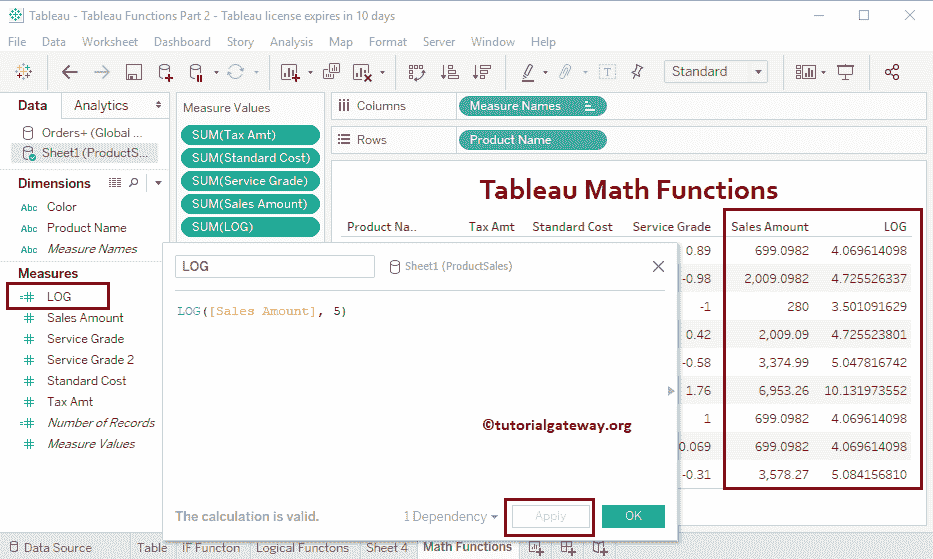 Tableau - Tableau Functions Part 2 - Tableau license expires in 10 days
File Data Worksheet Dashboard Story Analysis Map Format Server Window Help
Standard
Data Analytics
Orders+ (Global ...
Sheet1 (ProductS...
Dimensions
Abc Color
Abc Product Name
Abc Measure Names
Measures
LOG
Sales Amount
Service Grade
Service Grade 2
Standard Cost
Tax Amt
Number of Records
Measure Values
Measure Values
SUM(Tax Amt)
SUM(Standard Cost)
SUM(Service Grade)
SUM(Sales Amount)
SUM(LOG)
Columns Measure Names
Rows Product Name
Tableau Math Functions
Product Na.. Tax Amt Standard Cost Service Grade Sales Amount LOG
0.89 699.0982 4.069614098
-0.98 2,009.0982 4.725526337
-1 280 3.501091629
0.42 2,009.09 4.725523801
-0.58 3,374.99 5.047816742
1.76 6,953.26 10.131973552
1 699.0982 4.069614098
0.069 699.0982 4.069614098
-0.31 3,578.27 5.084156810
LOG Sheet1 (ProductSales)
LOG([Sales Amount], 5)
©tutorialgateway.org
The calculation is valid. 1 Dependency Apply OK
Data Source Table IF Functon Logical Functons Sheet 4 Math Functions